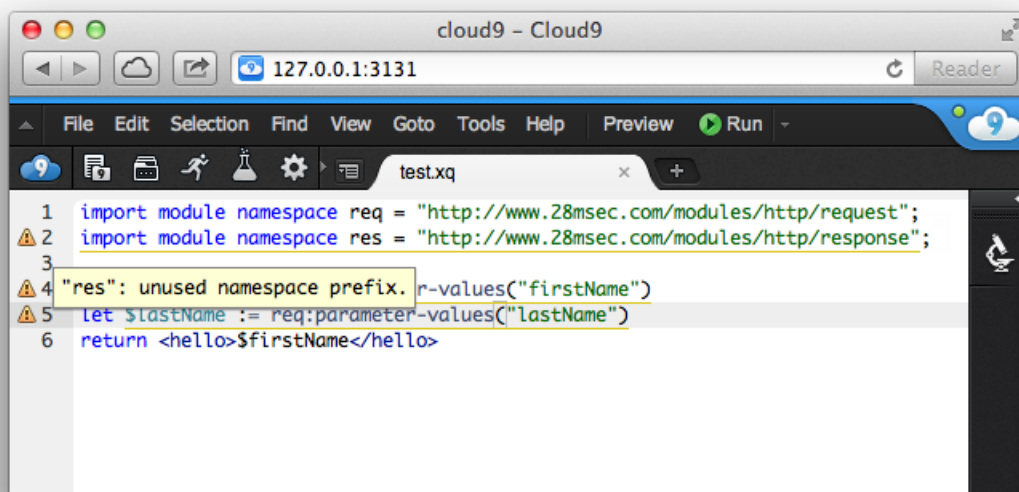 cloud9 – Cloud9
127.0.0.1:3131
Reader
File Edit Selection Find View Goto Tools Help Preview Run
9
9
test.xq
1 import module namespace req = "http://www.28msec.com/modules/http/request";
2 import module namespace res = "http://www.28msec.com/modules/http/response";
3
"res": unused namespace prefix.
4 r-values("firstName")
5 let $lastName := req:parameter-values("lastName")
6 return <hello>$firstName</hello>